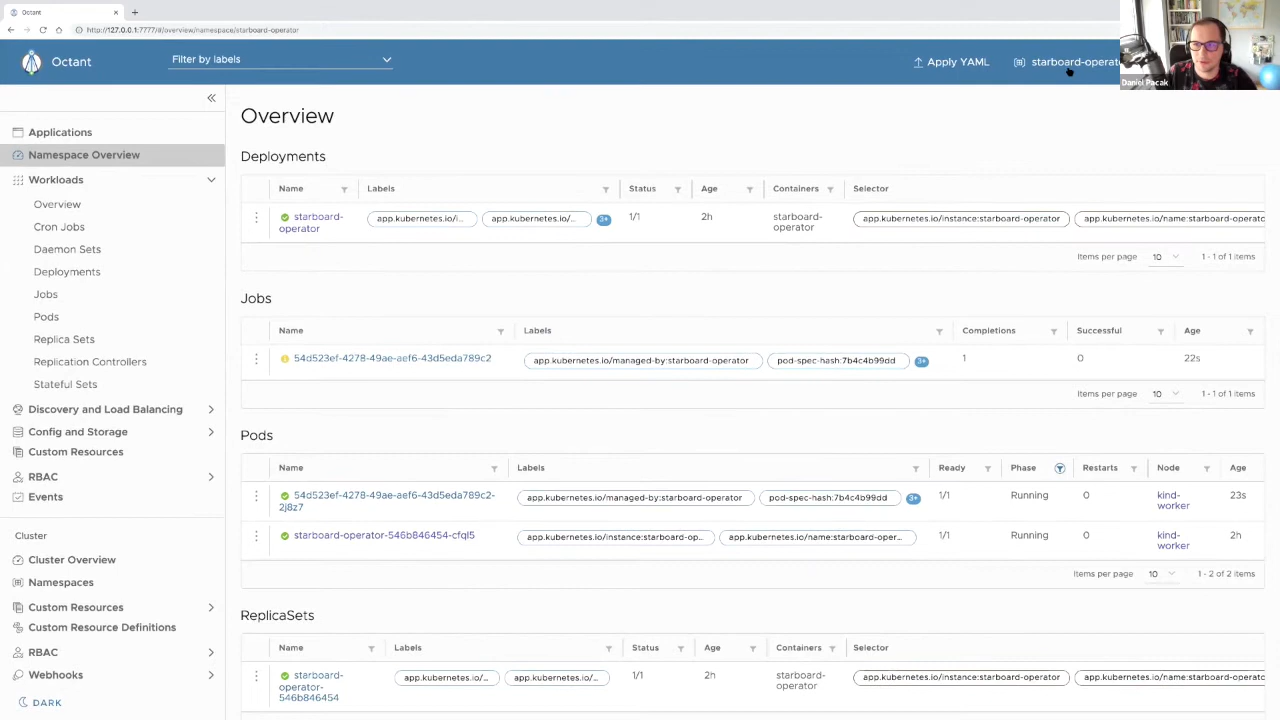 Octant
http://127.0.0.1:7777/#/overview/namespace/starboard-operator
Octant
Filter by labels
Apply YAML
starboard-operato
Daniel Pacak
Applications
Namespace Overview
Workloads
Overview
Cron Jobs
Daemon Sets
Deployments
Jobs
Pods
Replica Sets
Replication Controllers
Stateful Sets
Discovery and Load Balancing
Config and Storage
Custom Resources
RBAC
Events
Cluster
Cluster Overview
Namespaces
Custom Resources
Custom Resource Definitions
RBAC
Webhooks
DARK
Overview
Deployments
Name Labels Status Age Containers Selector
starboard-operator app.kubernetes.io/i... app.kubernetes.io/... 3+ 1/1 2h starboard-operator app.kubernetes.io/instance:starboard-operator app.kubernetes.io/name:starboard-operato
Items per page 10 1 - 1 of 1 items
Jobs
Name Labels Completions Successful Age
54d523ef-4278-49ae-aef6-43d5eda789c2 app.kubernetes.io/managed-by:starboard-operator pod-spec-hash:7b4c4b99dd 3+ 1 0 22s
Items per page 10 1 - 1 of 1 items
Pods
Name Labels Ready Phase Restarts Node Age
54d523ef-4278-49ae-aef6-43d5eda789c2-2j8z7 app.kubernetes.io/managed-by:starboard-operator pod-spec-hash:7b4c4b99dd 3+ 1/1 Running 0 kind-worker 23s
starboard-operator-546b846454-cfql5 app.kubernetes.io/instance:starboard-op... app.kubernetes.io/name:starboard-oper... 1/1 Running 0 kind-worker 2h
Items per page 10 1 - 2 of 2 items
ReplicaSets
Name Labels Status Age Containers Selector
starboard-operator-546b846454 app.kubernetes.io/... app.kubernetes.io/... 1/1 2h starboard-operator app.kubernetes.io/instance:starboard-operator app.kubernetes.io/name:starboard-operato